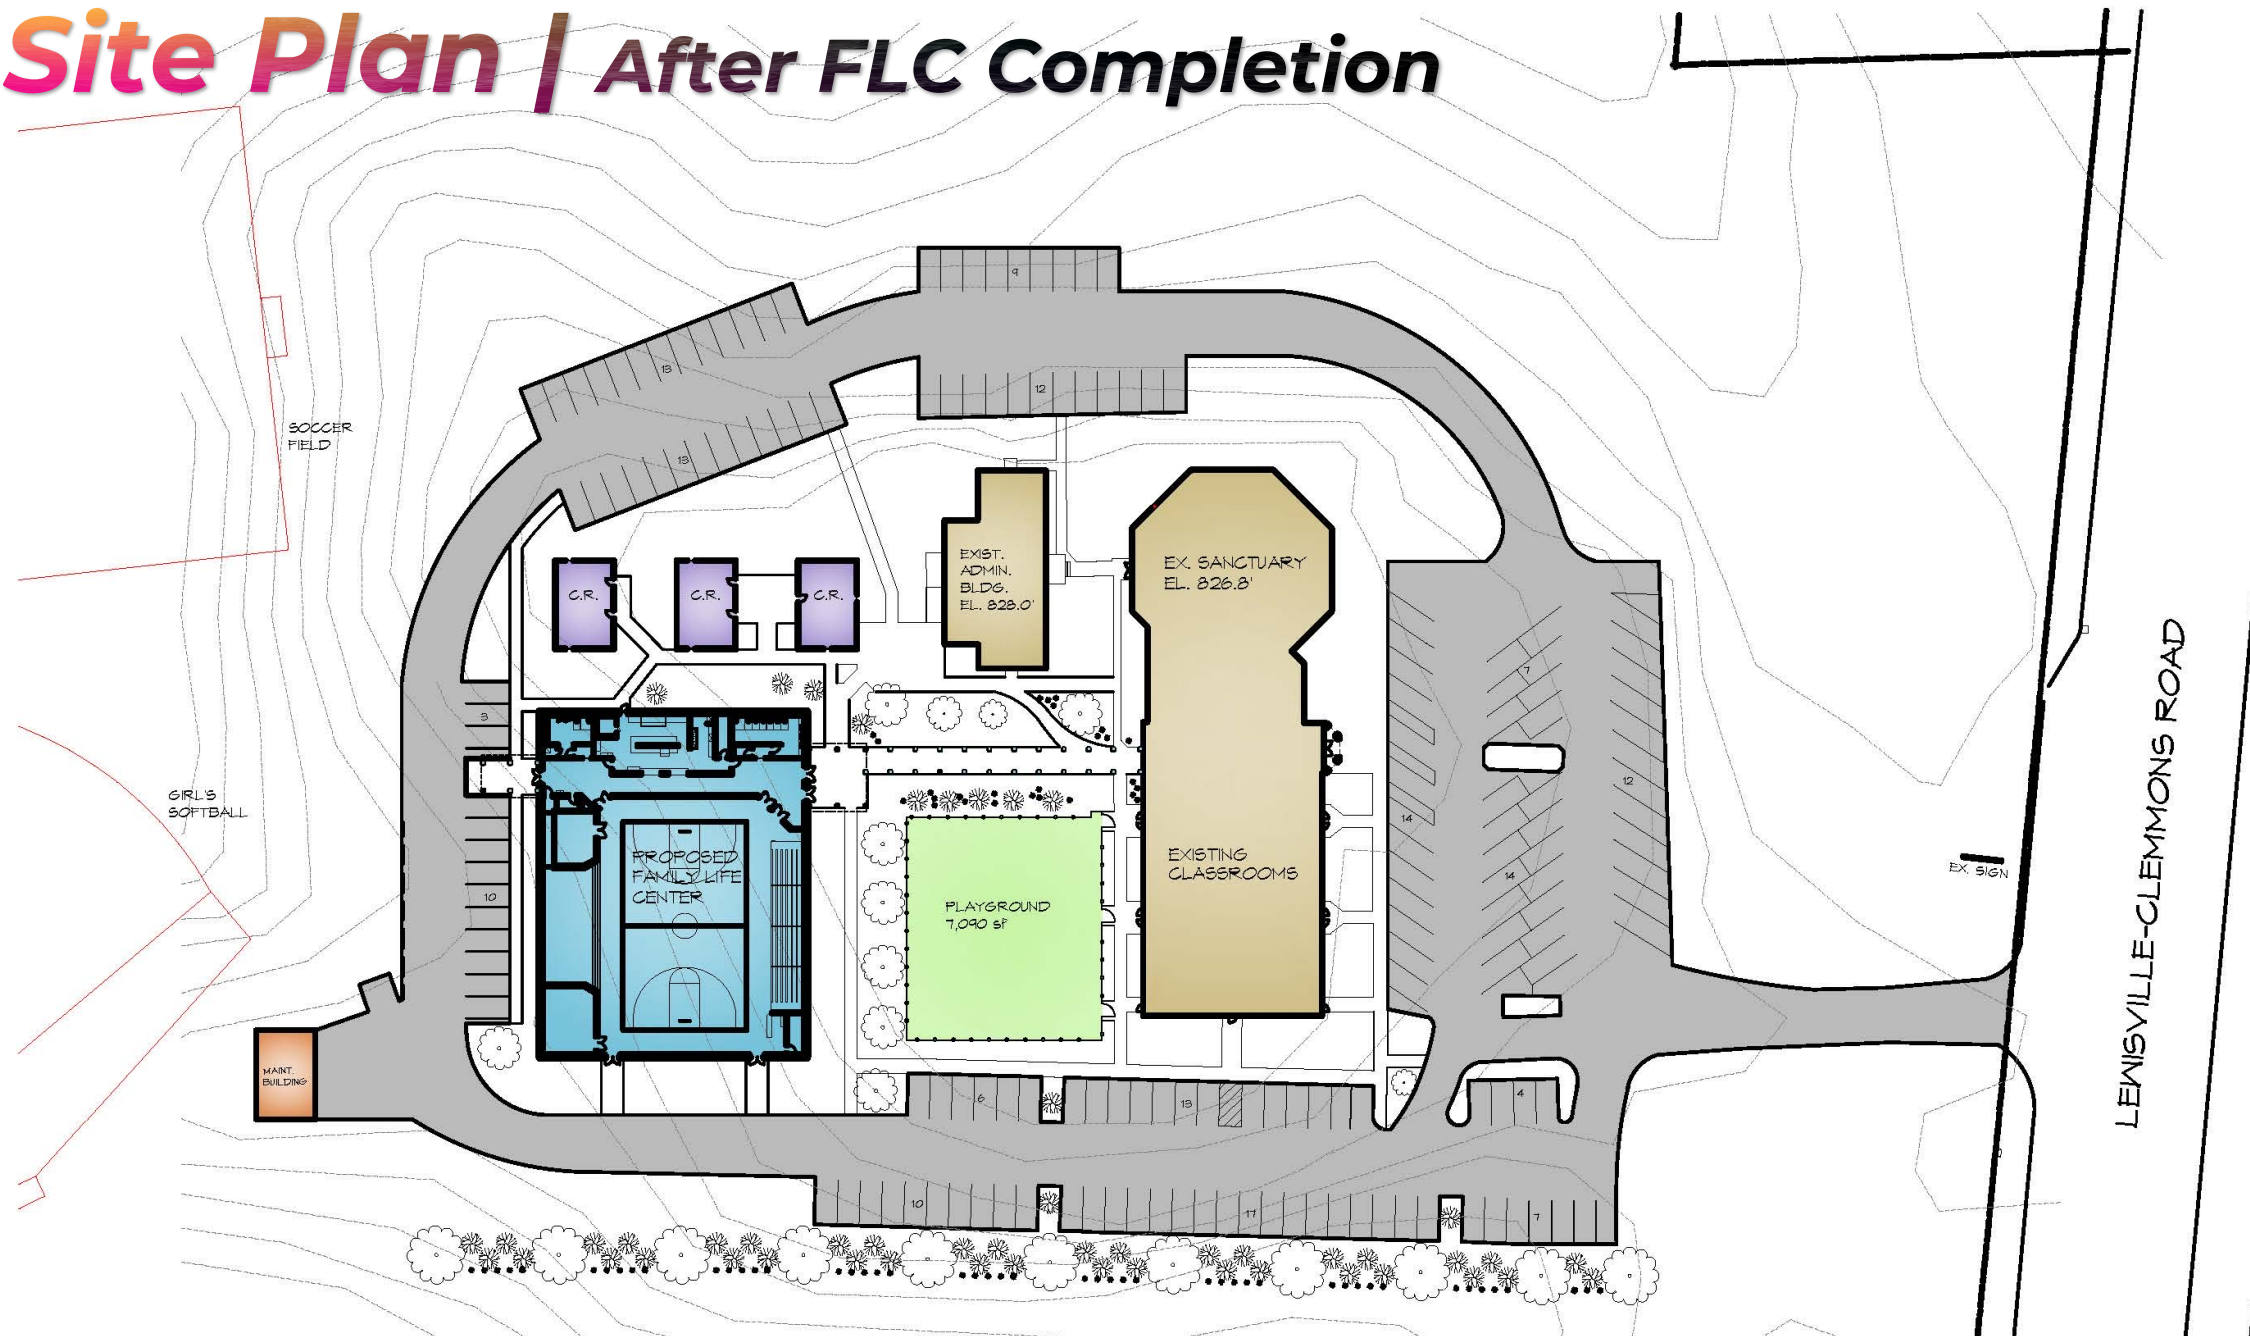 Site Plan | After FLC Completion
9
13
12
13
SOCCER
FIELD
EXIST.
ADMIN.
BLDG.
EL. 828.0'
EX. SANCTUARY
EL. 826.8'
C.R.
C.R.
C.R.
7
3
12
GIRL'S
SOFTBALL
14
PROPOSED
FAMILY LIFE
CENTER
EXISTING
CLASSROOMS
14
EX. SIGN
10
PLAYGROUND
7,090 SF
LEWISVILLE-CLEMMONS ROAD
MAINT.
BUILDING
6
13
4
10
17
7